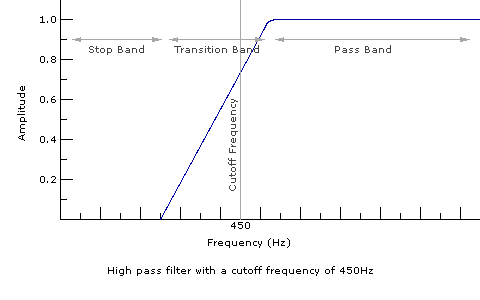 1.0
Stop Band
Transition Band
Pass Band
0.8
0.6
0.4
0.2
Amplitude
Cutoff Frequency
450
Frequency (Hz)
High pass filter with a cutoff frequency of 450Hz